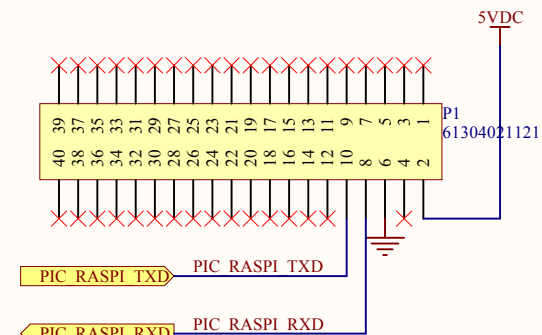 5VDC
P1
61304021121
39 37 35 33 31 29 27 25 23 21 19 17 15 13 11 9 7 5 3 1
40 38 36 34 32 30 28 26 24 22 20 18 16 14 12 10 8 6 4 2
PIC_RASPI_TXD PIC_RASPI_TXD
PIC_RASPI_RXD PIC_RASPI_RXD